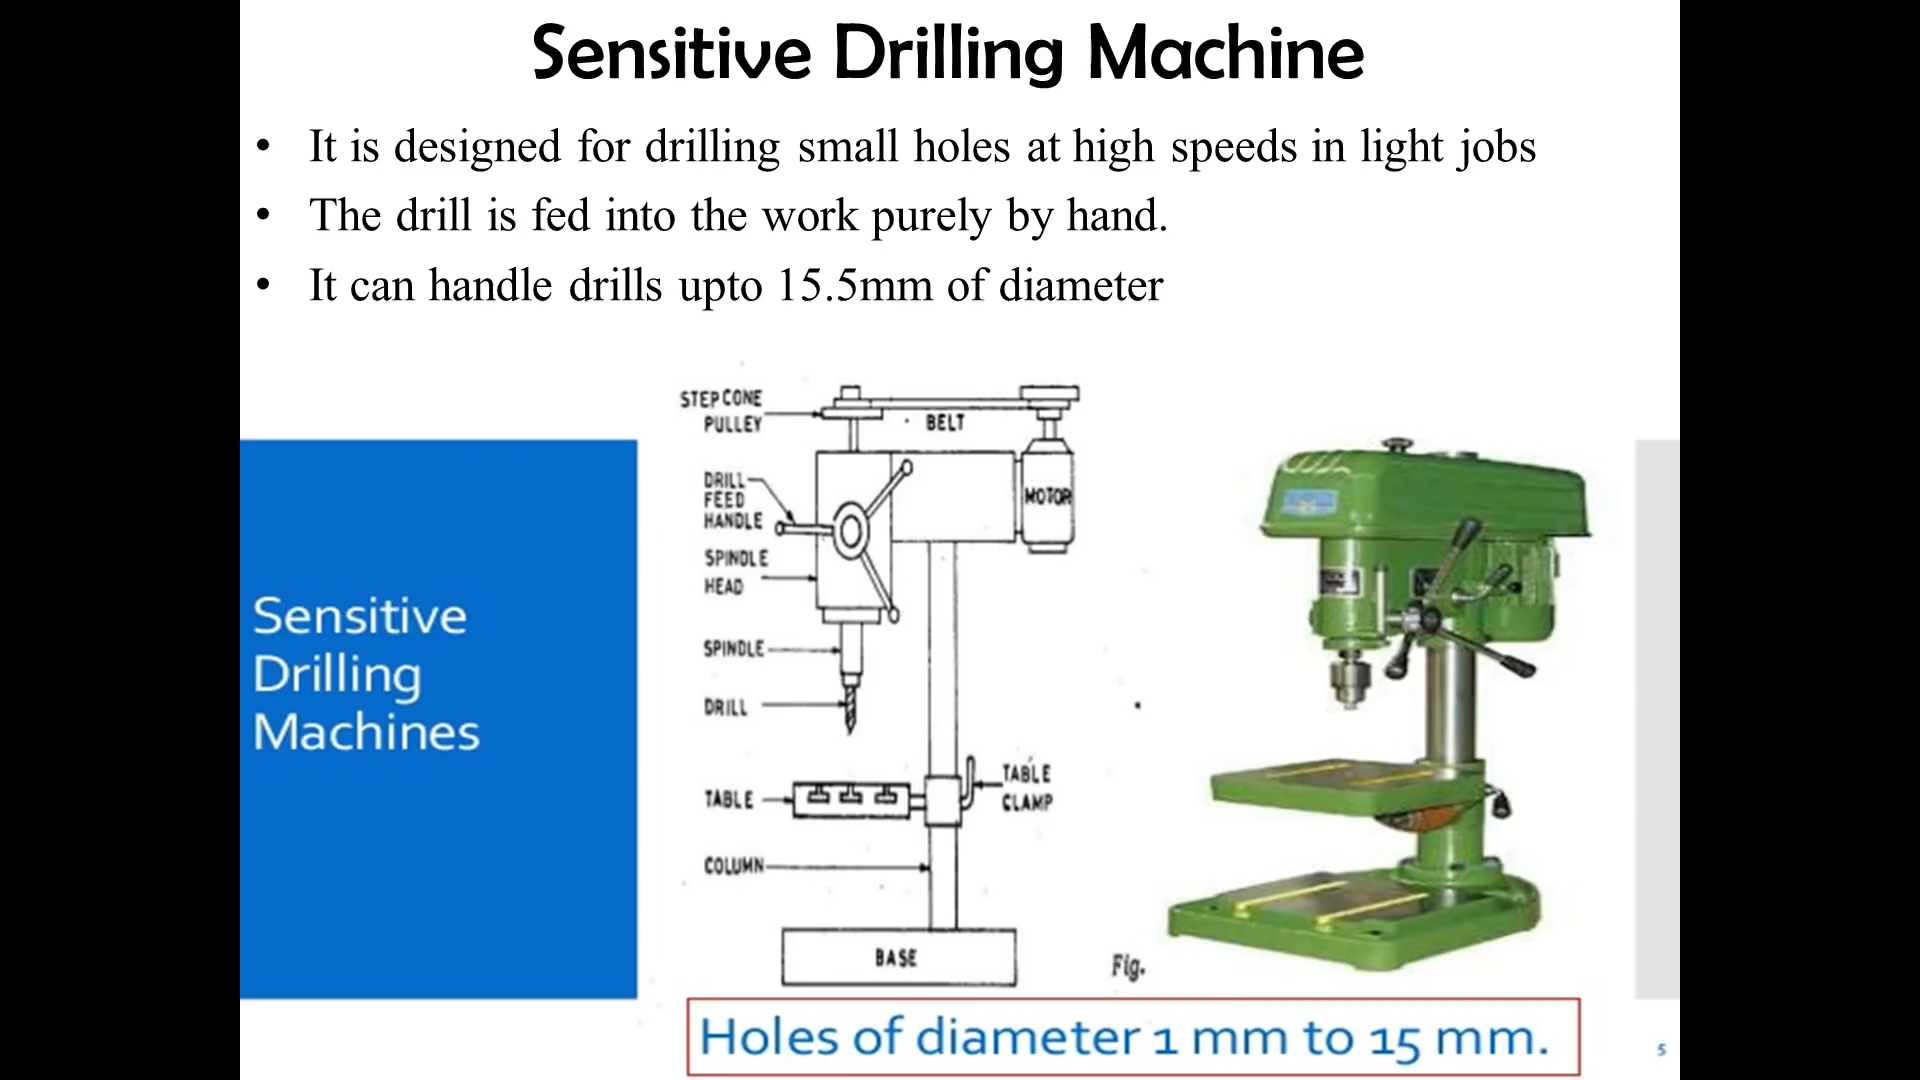 Sensitive Drilling Machine
• It is designed for drilling small holes at high speeds in light jobs
• The drill is fed into the work purely by hand.
• It can handle drills upto 15.5mm of diameter
STEP CONE
PULLEY
BELT
DRILL
FEED
HANDLE
MOTOR
SPINDLE
HEAD
SPINDLE
DRILL
TABLE
TABLE
CLAMP
COLUMN
BASE
Fig.
Sensitive
Drilling
Machines
Holes of diameter 1 mm to 15 mm.
5